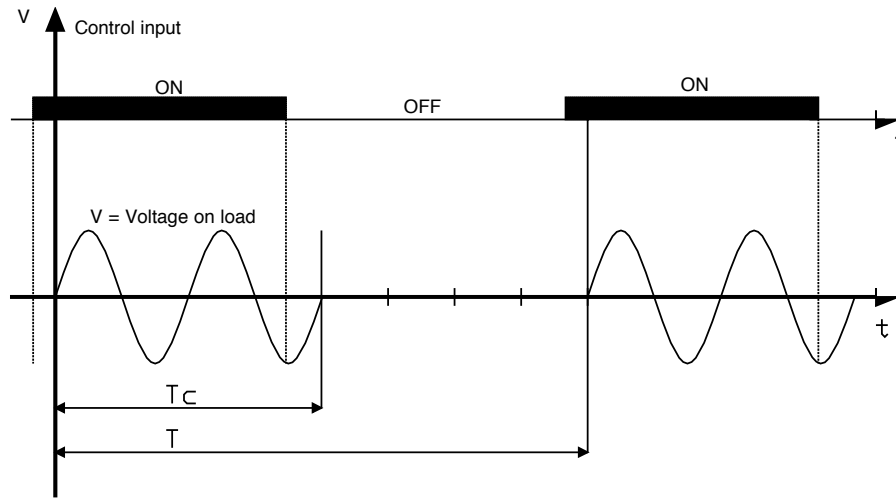 V
Control input
ON
ON
OFF
V = Voltage on load
t
Tc
T